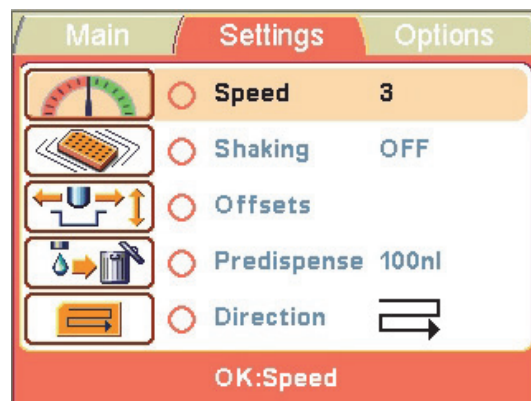 Main Settings Options
Speed 3
Shaking OFF
Offsets
Predispense 100nl
Direction
OK:Speed